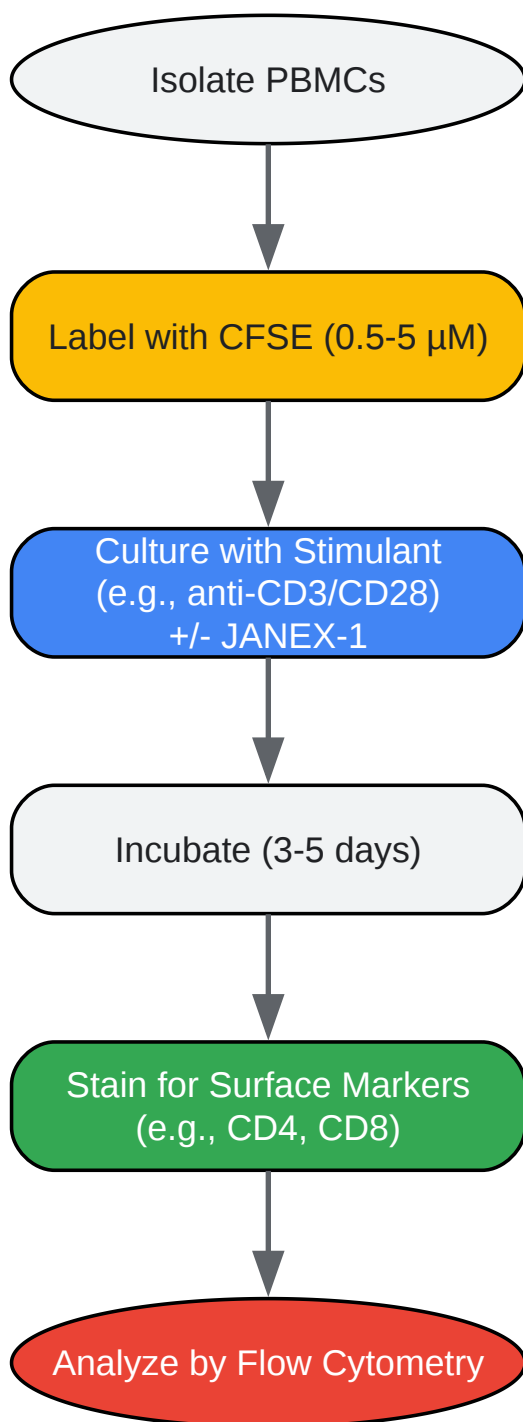 Isolate PBMCs
Label with CFSE (0.5-5 µM)
Culture with Stimulant
(e.g., anti-CD3/CD28)
+/- JANEX-1
Incubate (3-5 days)
Stain for Surface Markers
(e.g., CD4, CD8)
Analyze by Flow Cytometry